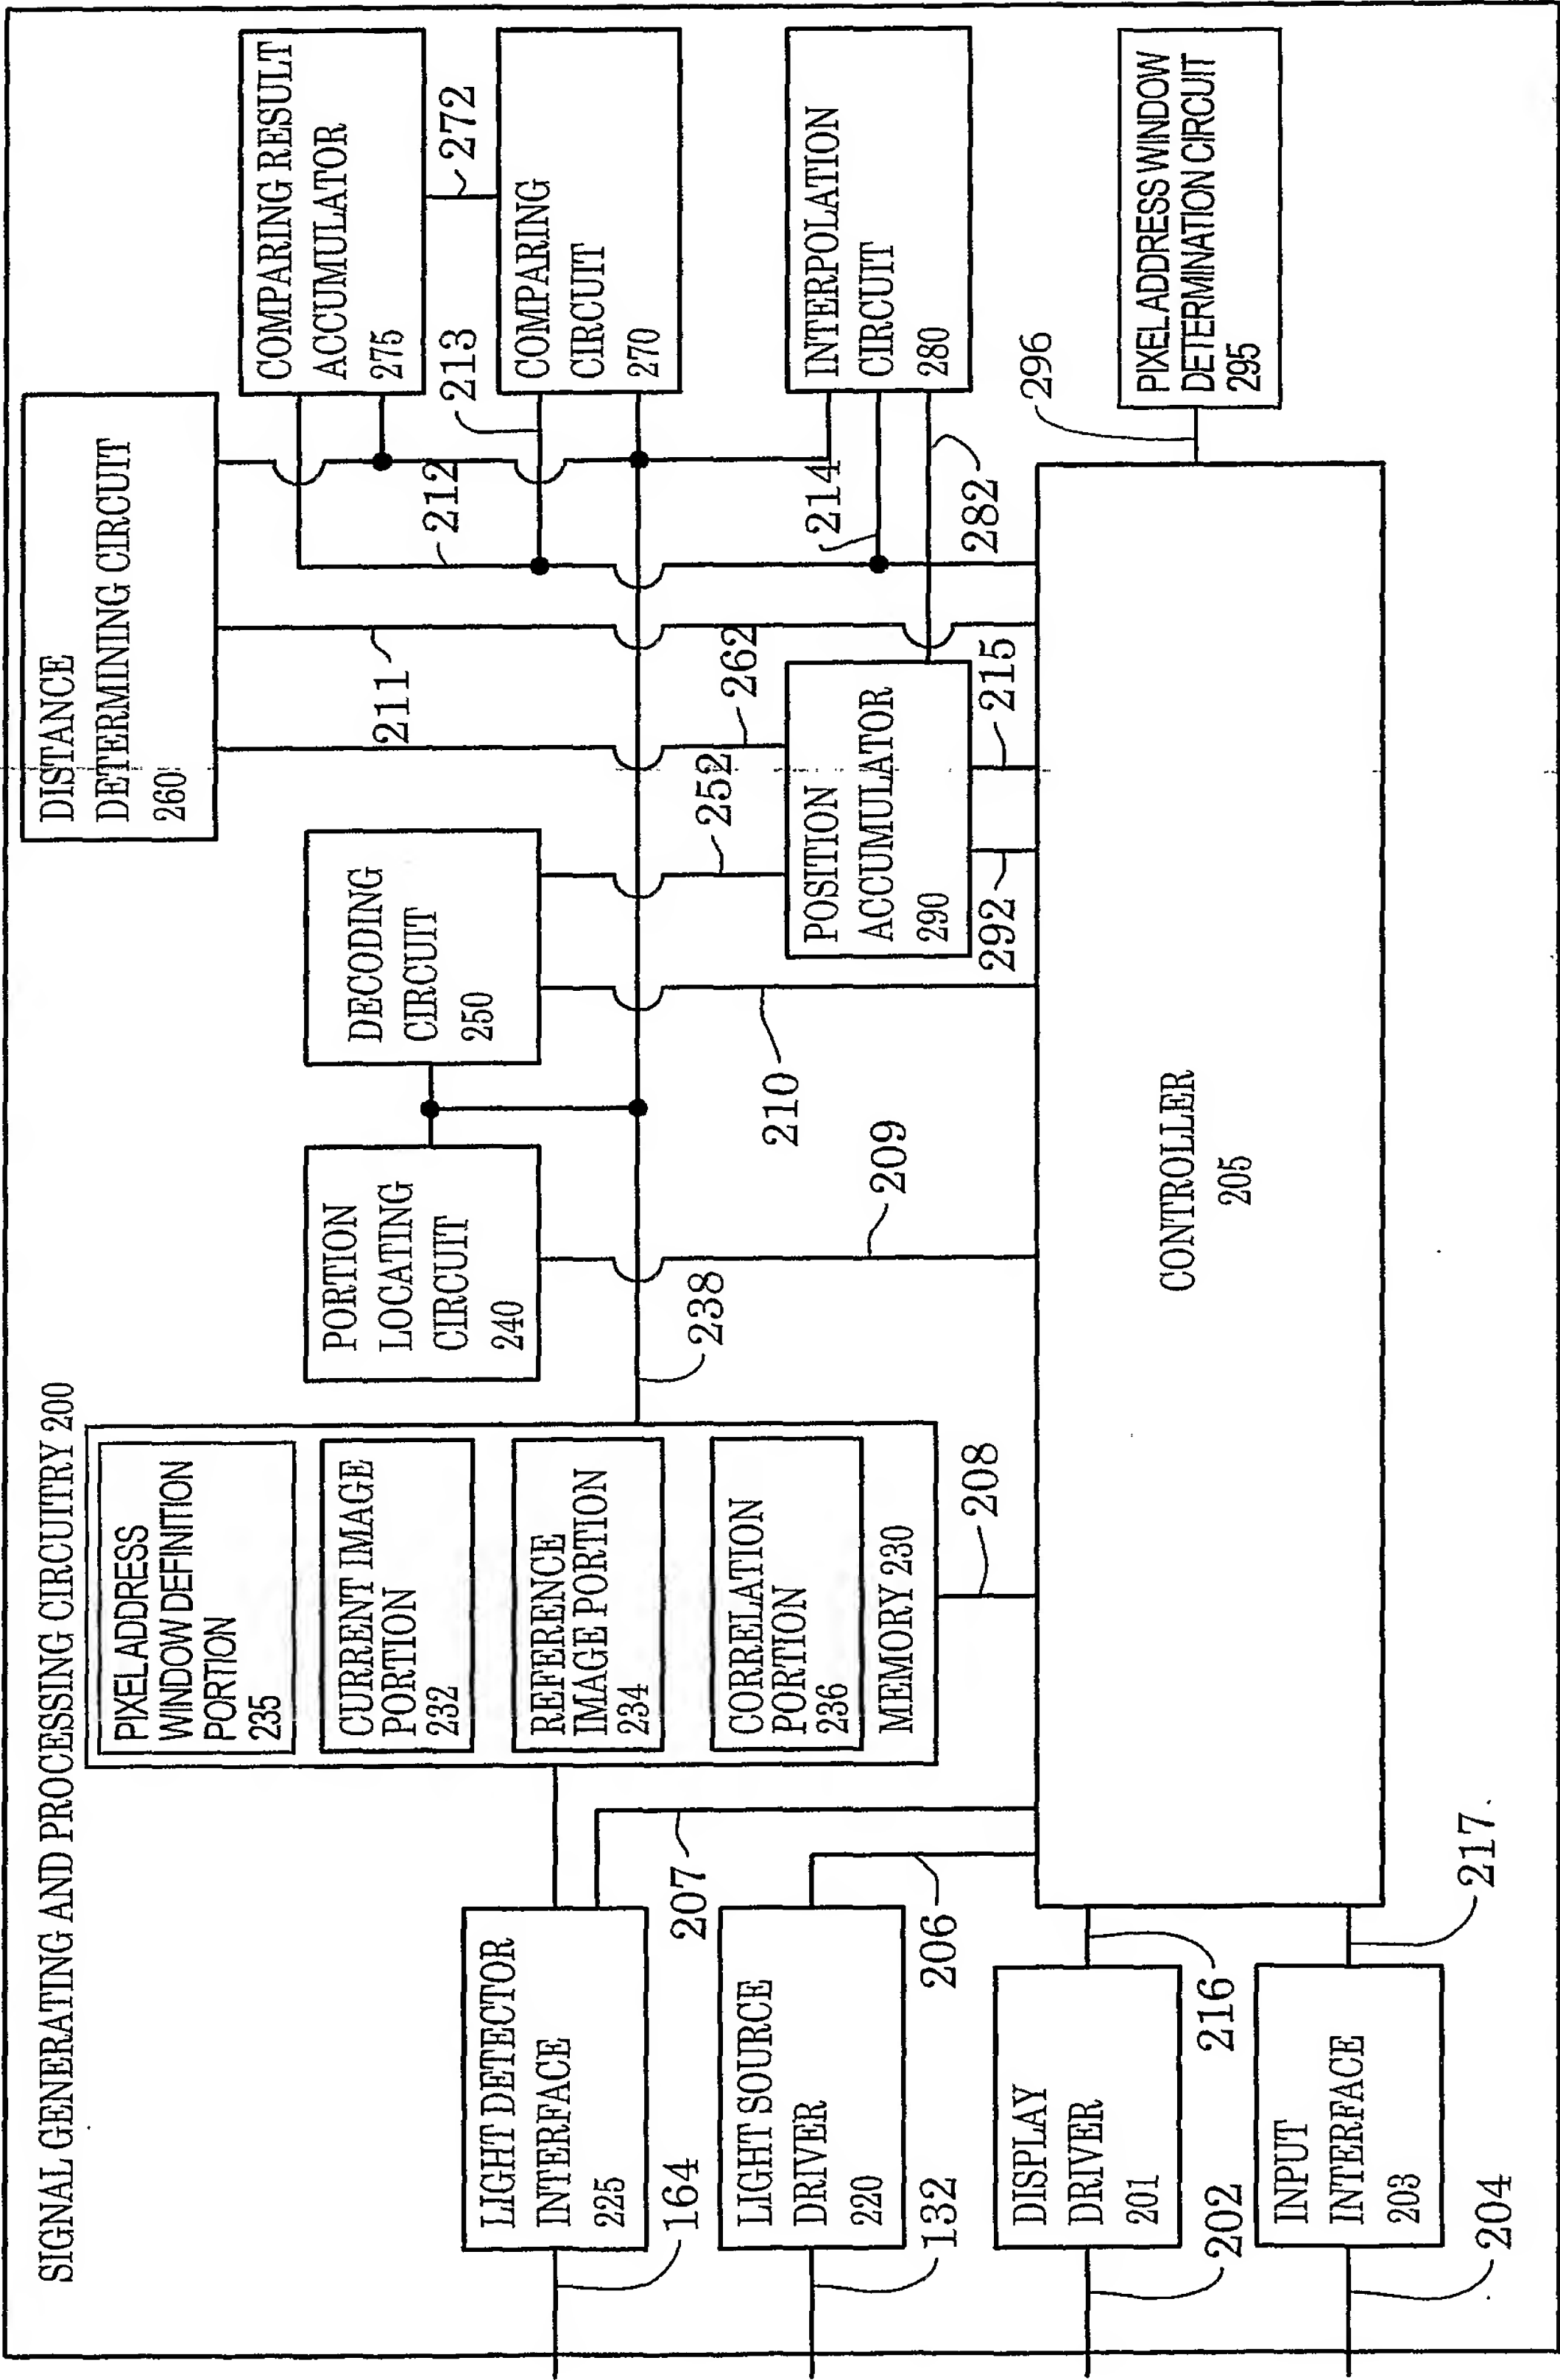 SIGNAL GENERATING AND PROCESSING CIRCUITRY 200
LIGHT DETECTOR
INTERFACE
225
164
LIGHT SOURCE
DRIVER
220
132
DISPLAY
DRIVER
201
202
INPUT
INTERFACE
203
204
207
206
216
217
PIXEL ADDRESS
WINDOW DEFINITION
PORTION
235
CURRENT IMAGE
PORTION
232
REFERENCE
IMAGE PORTION
234
CORRELATION
PORTION
236
MEMORY 230
208
238
PORTION
LOCATING
CIRCUIT
240
209
DECODING
CIRCUIT
250
210
252
DISTANCE
DETERMINING CIRCUIT
260
211
262
POSITION
ACCUMULATOR
290
292
215
212
213
214
282
COMPARING RESULT
ACCUMULATOR
275
272
COMPARING
CIRCUIT
270
INTERPOLATION
CIRCUIT
280
PIXEL ADDRESS WINDOW
DETERMINATION CIRCUIT
295
296
CONTROLLER
205